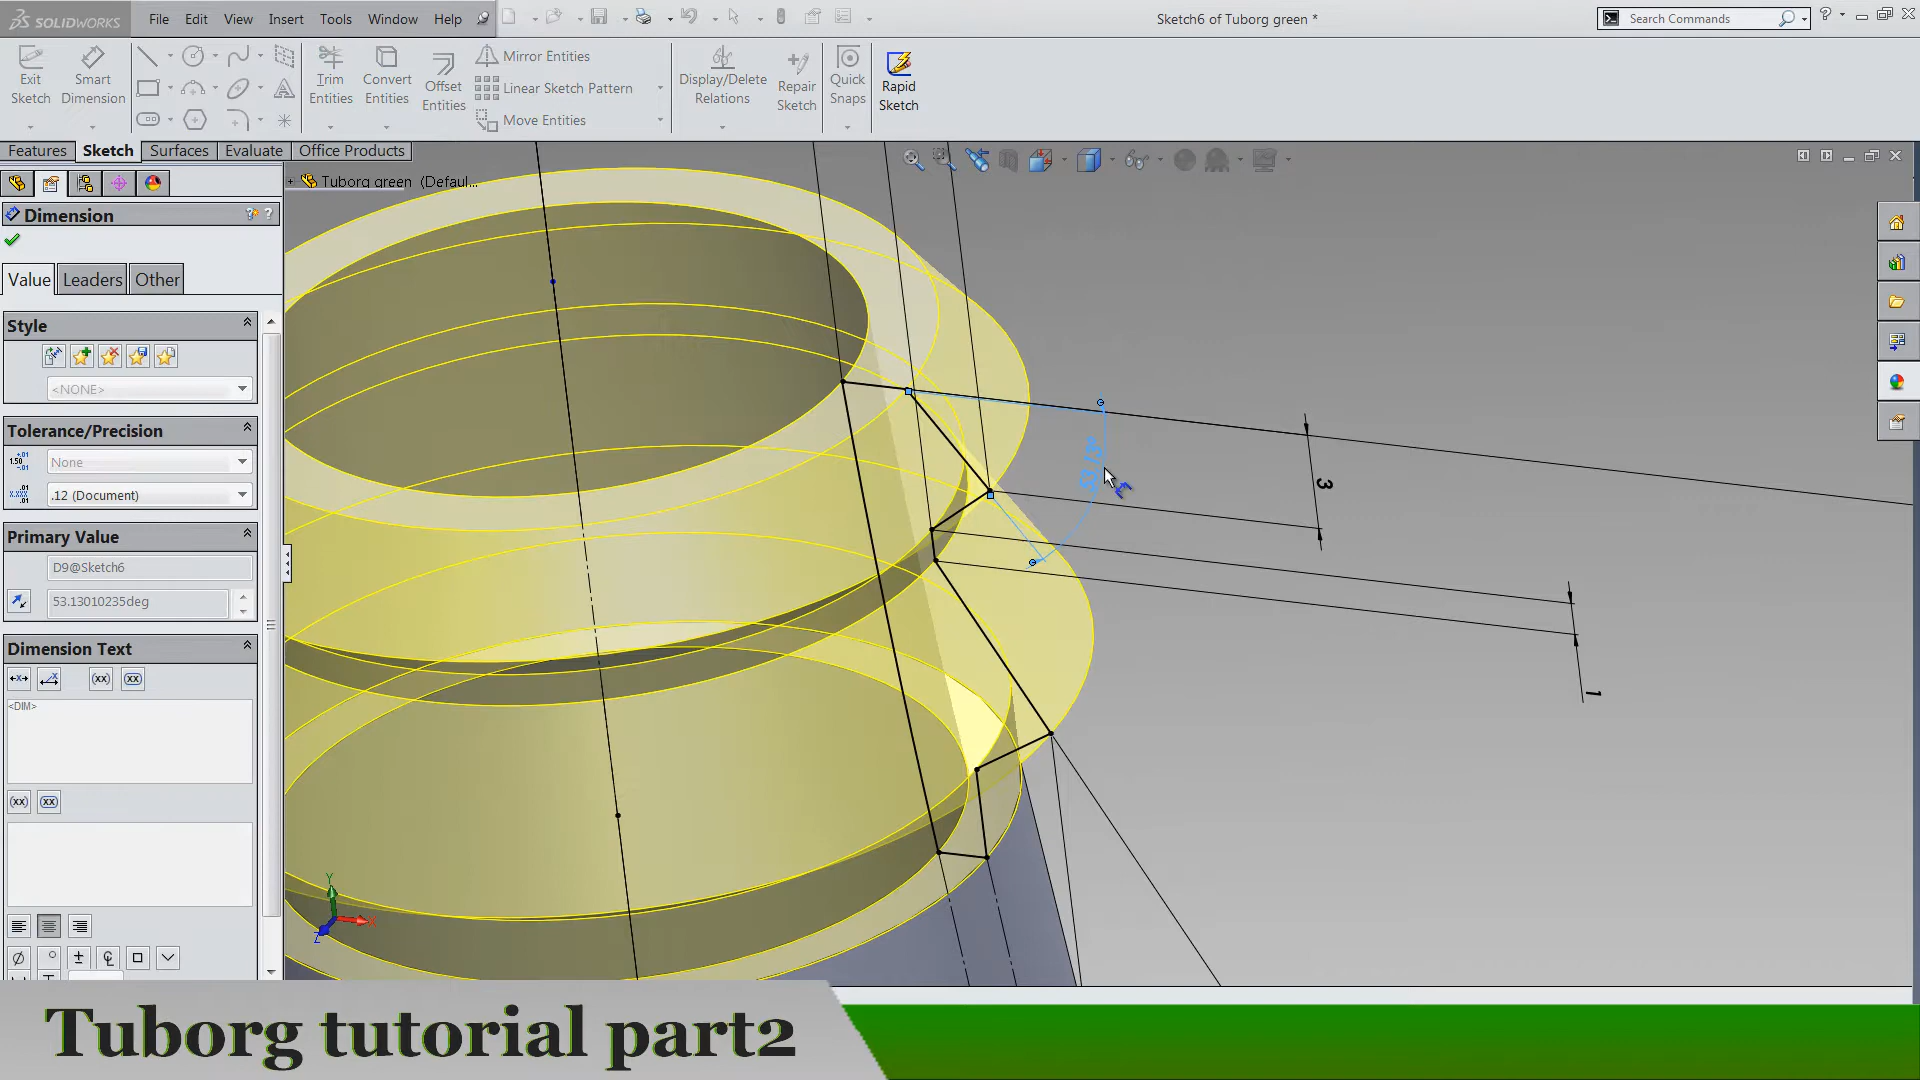 SOLIDWORKS File Edit View Insert Tools Window Help Sketch6 of Tuborg green * Search Commands
Exit Sketch
Smart Dimension
Trim Entities
Convert Entities
Offset Entities
Mirror Entities
Linear Sketch Pattern
Move Entities
Display/Delete Relations
Repair Sketch
Quick Snaps
Rapid Sketch
Features Sketch Surfaces Evaluate Office Products
Tuborg green (Defaul...
Dimension
Value Leaders Other
Style
<NONE>
Tolerance/Precision
None
.12 (Document)
Primary Value
D9@Sketch6
53.13010235deg
Dimension Text
<DIM>
3
1
Y
X
Z
Tuborg tutorial part2